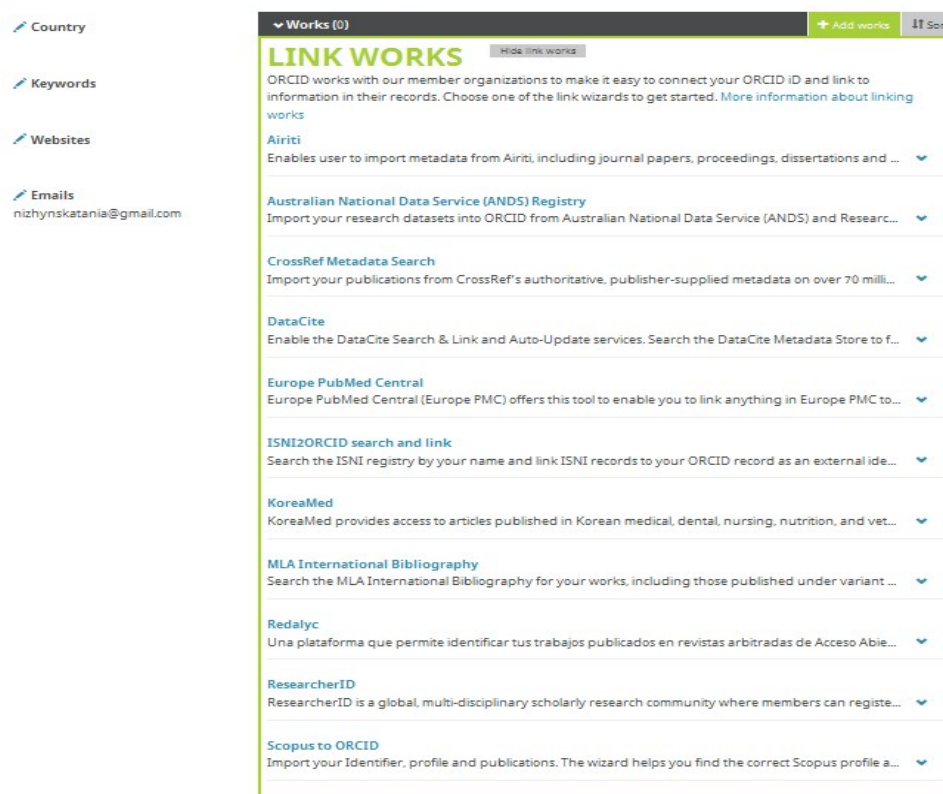 Country
Keywords
Websites
Emails
nizhynskatania@gmail.com
Works (0)
Add works
Sor
LINK WORKS
Hide link works
ORCID works with our member organizations to make it easy to connect your ORCID iD and link to
information in their records. Choose one of the link wizards to get started. More information about linking
works
Airiti
Enables user to import metadata from Airiti, including journal papers, proceedings, dissertations and ...
Australian National Data Service (ANDS) Registry
Import your research datasets into ORCID from Australian National Data Service (ANDS) and Researc...
CrossRef Metadata Search
Import your publications from CrossRef's authoritative, publisher-supplied metadata on over 70 milli...
DataCite
Enable the DataCite Search & Link and Auto-Update services. Search the DataCite Metadata Store to f...
Europe PubMed Central
Europe PubMed Central (Europe PMC) offers this tool to enable you to link anything in Europe PMC to...
ISNI2ORCID search and link
Search the ISNI registry by your name and link ISNI records to your ORCID record as an external ide...
KoreaMed
KoreaMed provides access to articles published in Korean medical, dental, nursing, nutrition, and vet...
MLA International Bibliography
Search the MLA International Bibliography for your works, including those published under variant ...
Redalyc
Una plataforma que permite identificar tus trabajos publicados en revistas arbitradas de Acceso Abie...
ResearcherID
ResearcherID is a global, multi-disciplinary scholarly research community where members can registe...
Scopus to ORCID
Import your Identifier, profile and publications. The wizard helps you find the correct Scopus profile a...